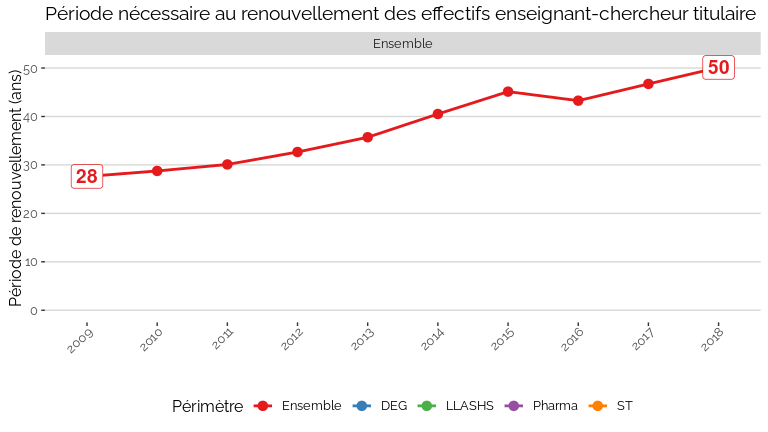 Période nécessaire au renouvellement des effectifs enseignant-chercheur titulaire
Ensemble
Période de renouvellement (ans)
50
40
30
20
10
0
28
50
2009 2010 2011 2012 2013 2014 2015 2016 2017 2018
Périmètre Ensemble DEG LLASHS Pharma ST